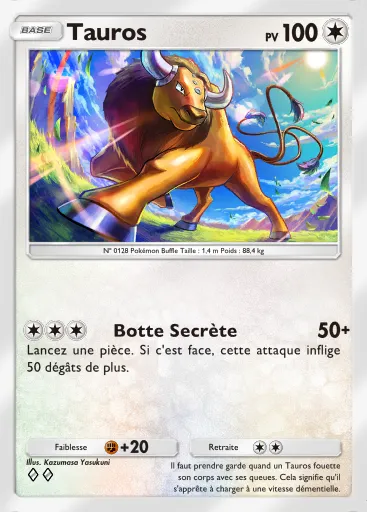 BASE
Tauros
PV 100
N° 0128 Pokémon Buffle Taille : 1,4 m Poids : 88,4 kg
Botte Secrète 50+
Lancez une pièce. Si c'est face, cette attaque inflige
50 dégâts de plus.
Faiblesse +20
Retraite
Illus. Kazumasa Yasukuni
Il faut prendre garde quand un Tauros fouette
son corps avec ses queues. Cela signifie qu'il
s'apprête à charger à une vitesse démentielle.